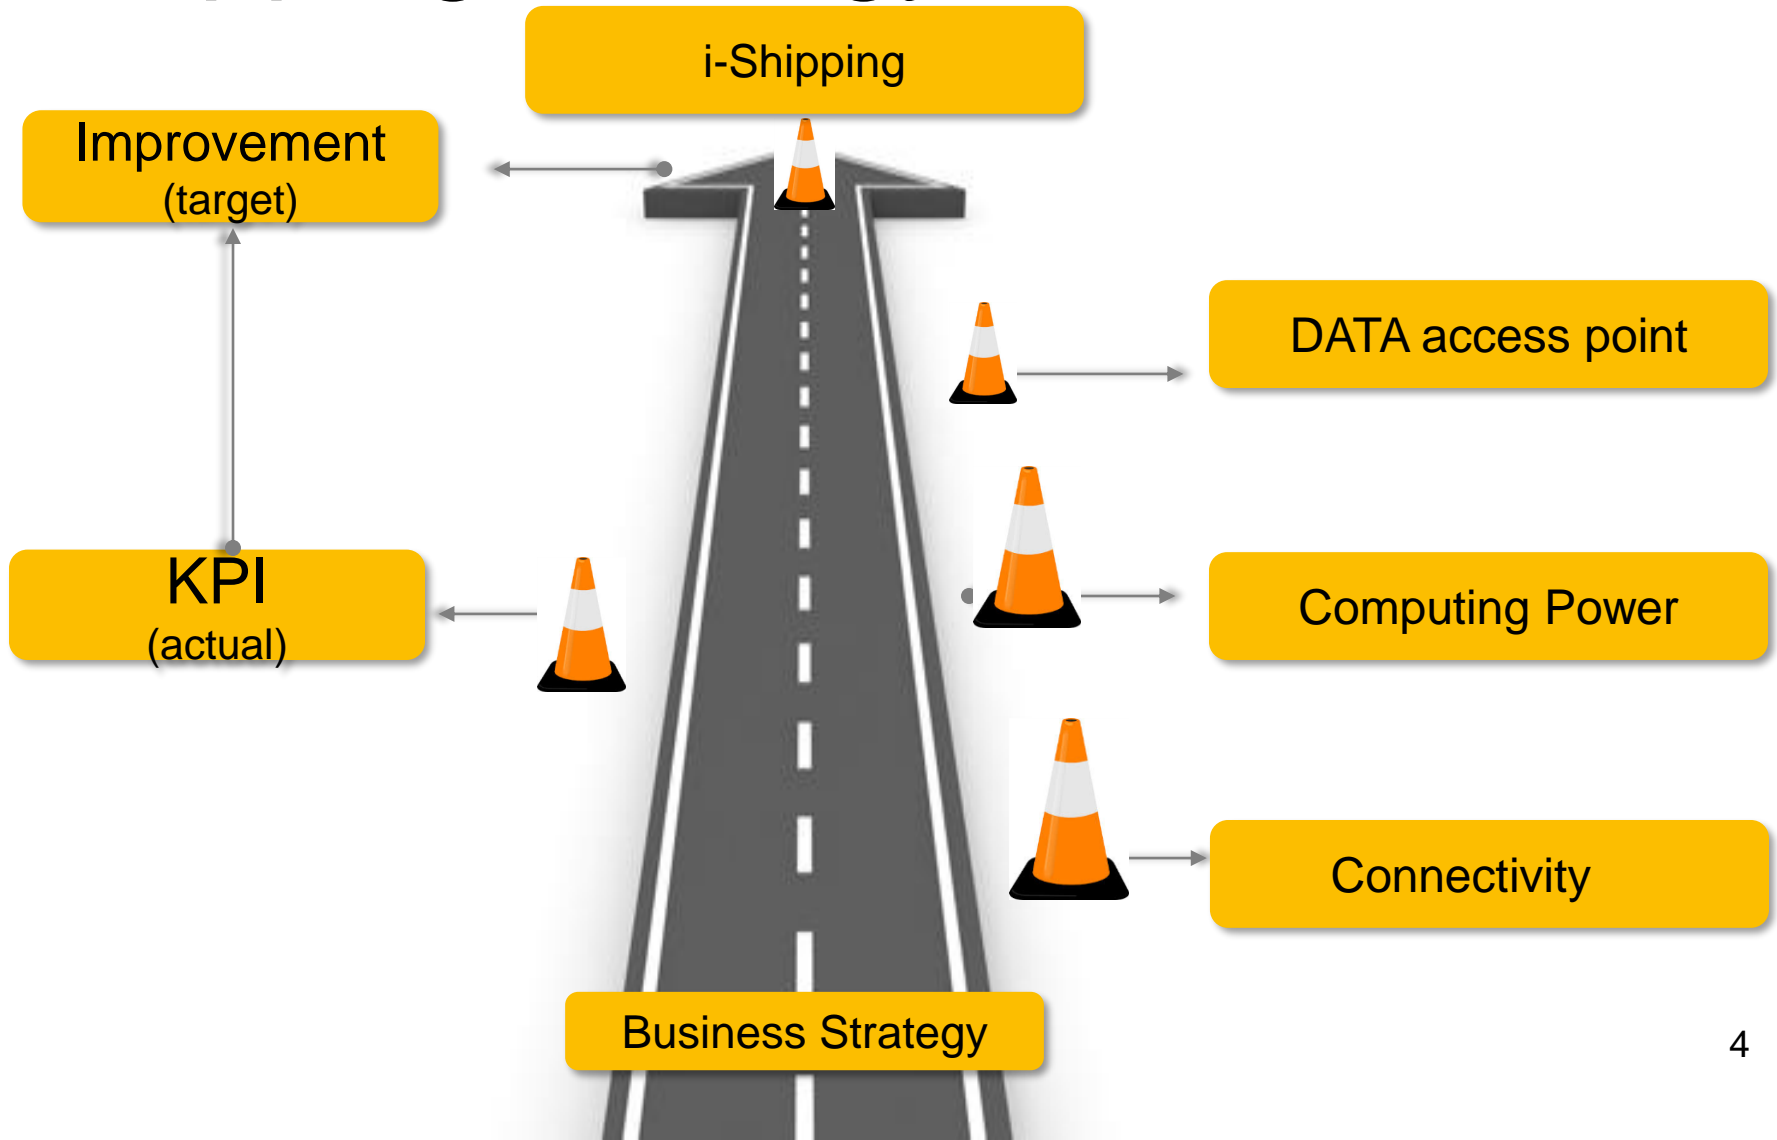 i-Shipping
Improvement
(target)
DATA access point
KPI
(actual)
Computing Power
Connectivity
Business Strategy
4